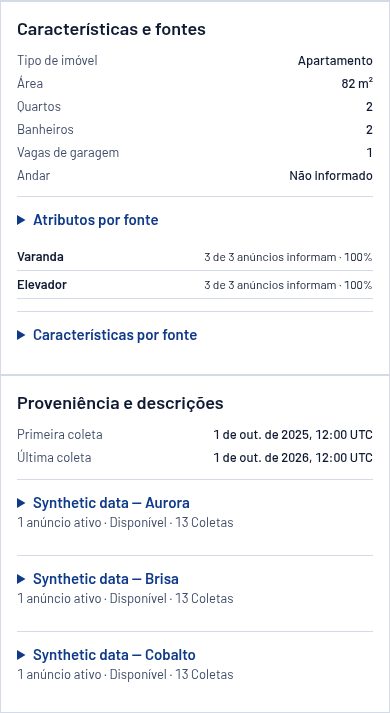 Características e fontes
Tipo de imóvel Apartamento
Área 82 m²
Quartos 2
Banheiros 2
Vagas de garagem 1
Andar Não informado
Atributos por fonte
Varanda 3 de 3 anúncios informam · 100%
Elevador 3 de 3 anúncios informam · 100%
Características por fonte
Proveniência e descrições
Primeira coleta 1 de out. de 2025, 12:00 UTC
Última coleta 1 de out. de 2026, 12:00 UTC
Synthetic data — Aurora
1 anúncio ativo · Disponível · 13 Coletas
Synthetic data — Brisa
1 anúncio ativo · Disponível · 13 Coletas
Synthetic data — Cobalto
1 anúncio ativo · Disponível · 13 Coletas